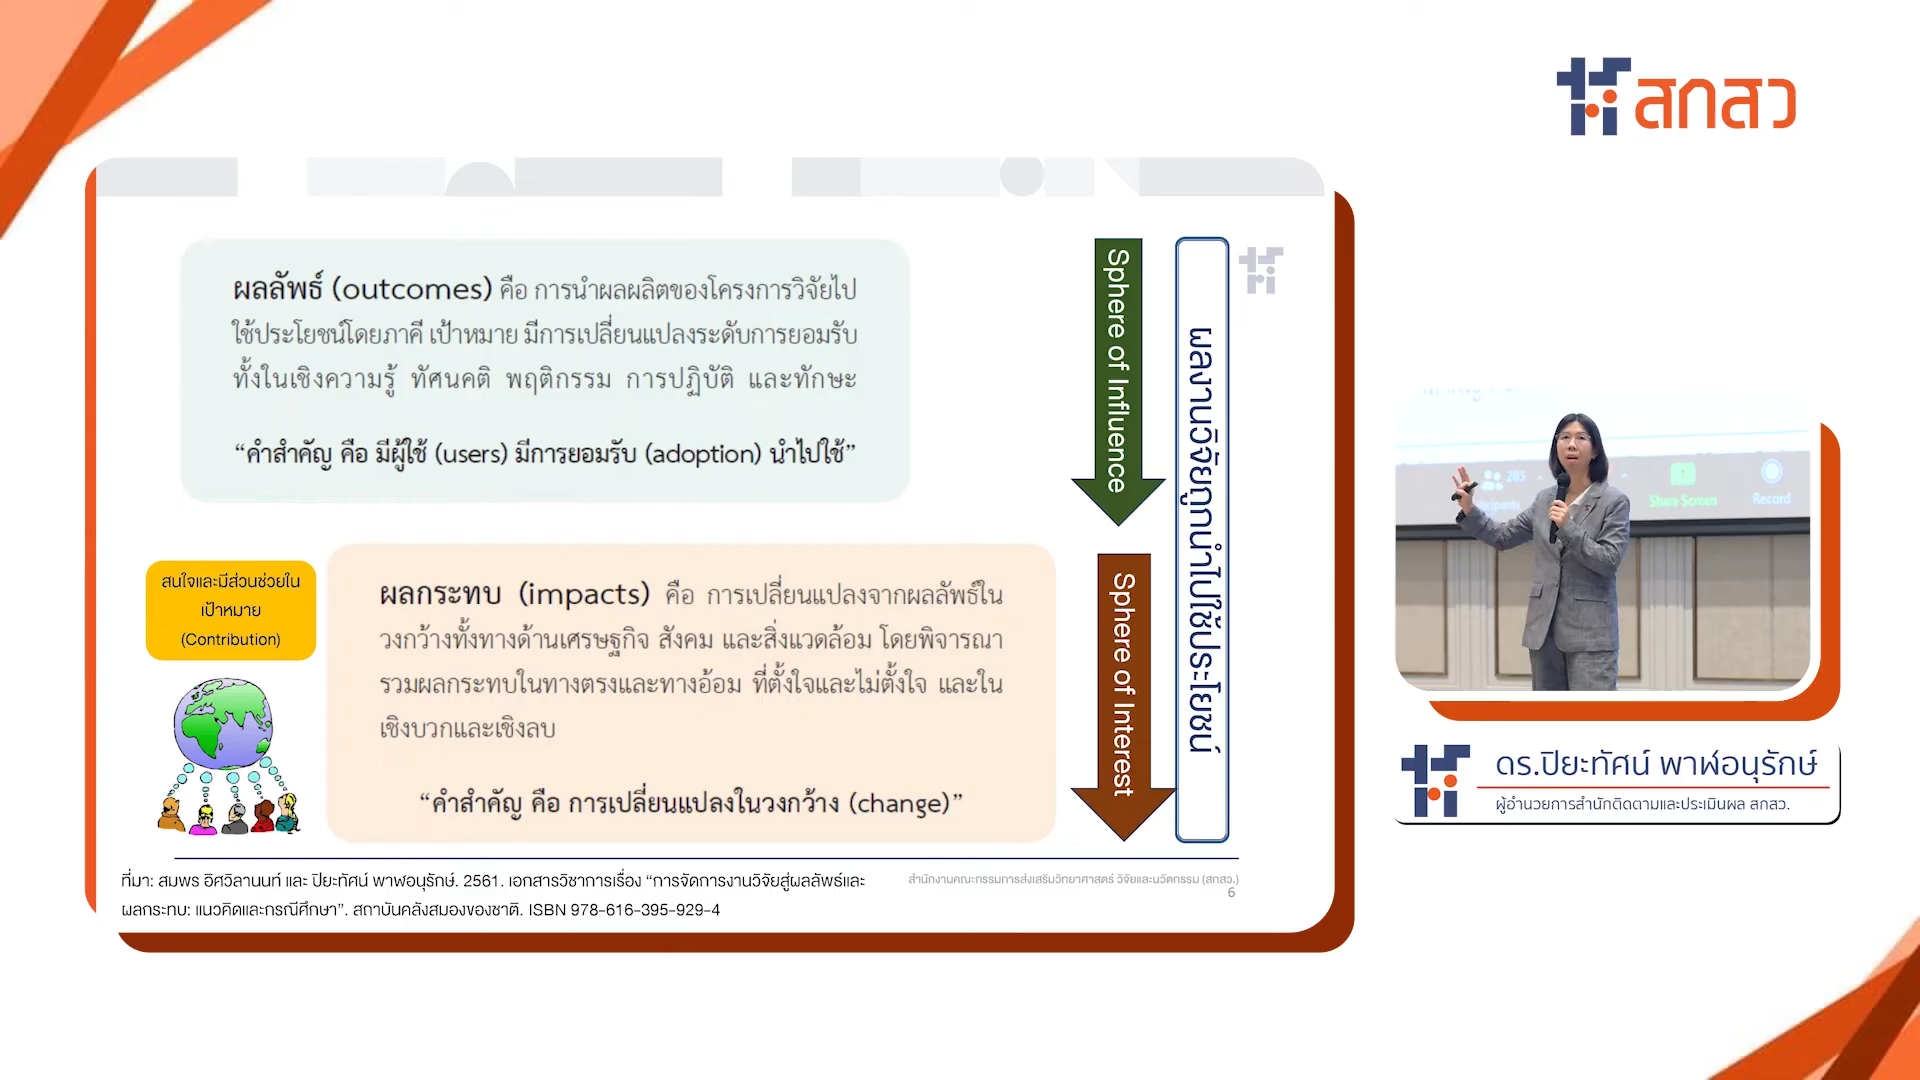 สกสว
ผลลัพธ์ (outcomes) คือ การนำผลผลิตของโครงการวิจัยไป
ใช้ประโยชน์โดยภาคี เป้าหมาย มีการเปลี่ยนแปลงระดับการยอมรับ
ทั้งในเชิงความรู้ ทัศนคติ พฤติกรรม การปฏิบัติ และทักษะ
“คำสำคัญ คือ มีผู้ใช้ (users) มีการยอมรับ (adoption) นำไปใช้”
Sphere of Influence
ผลงานวิจัยถูกนำไปใช้ประโยชน์
สนใจและมีส่วนช่วยใน
เป้าหมาย
(Contribution)
ผลกระทบ (impacts) คือ การเปลี่ยนแปลงจากผลลัพธ์ใน
วงกว้างทั้งทางด้านเศรษฐกิจ สังคม และสิ่งแวดล้อม โดยพิจารณา
รวมผลกระทบในทางตรงและทางอ้อม ที่ตั้งใจและไม่ตั้งใจ และใน
เชิงบวกและเชิงลบ
“คำสำคัญ คือ การเปลี่ยนแปลงในวงกว้าง (change)”
Sphere of Interest
ที่มา: สมพร อิศวิลานนท์ และ ปิยะทัศน์ พาฬอนุรักษ์. 2561. เอกสารวิชาการเรื่อง “การจัดการงานวิจัยสู่ผลลัพธ์และ
ผลกระทบ: แนวคิดและกรณีศึกษา”. สถาบันคลังสมองของชาติ. ISBN 978-616-395-929-4
สำนักงานคณะกรรมการส่งเสริมวิทยาศาสตร์ วิจัยและนวัตกรรม (สกสว.)
6
285
Share Screen
Record
ดร.ปิยะทัศน์ พาฬอนุรักษ์
ผู้อำนวยการสำนักติดตามและประเมินผล สกสว.